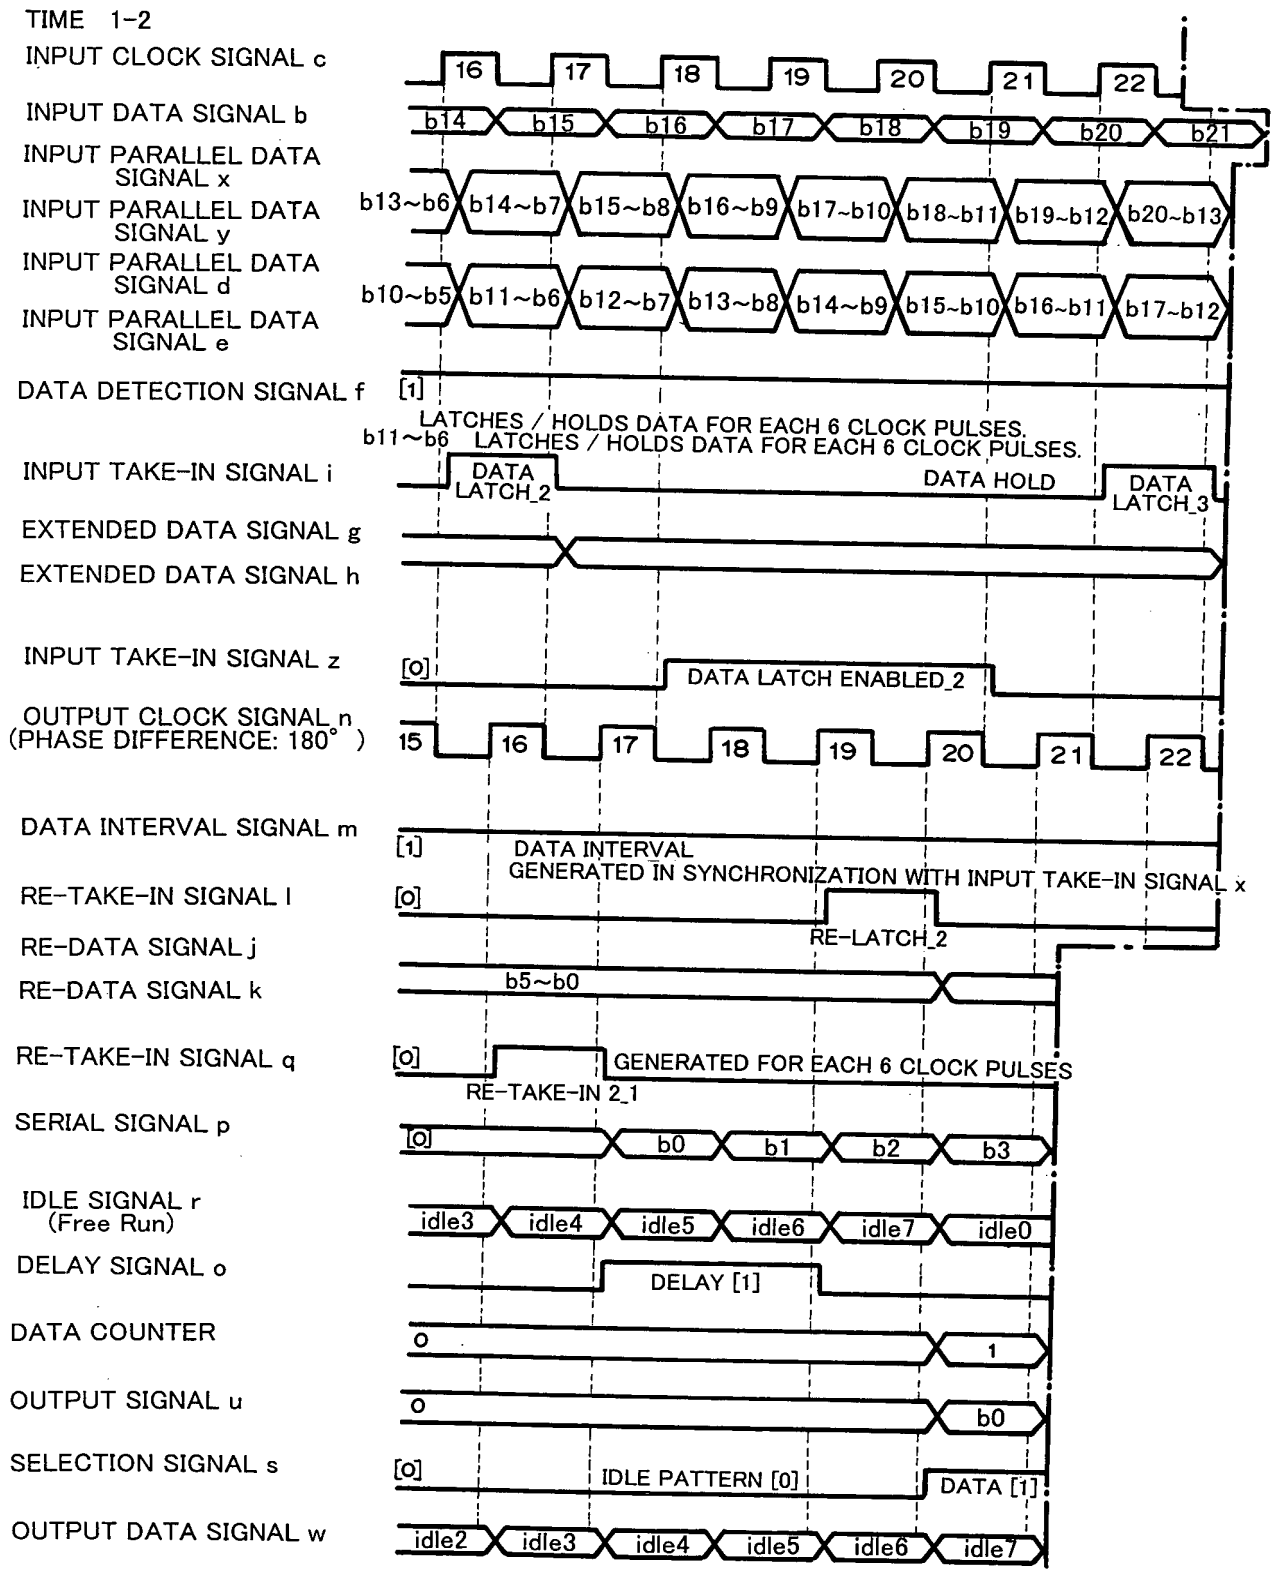 TIME 1-2
INPUT CLOCK SIGNAL c
16 17 18 19 20 21 22
INPUT DATA SIGNAL b
b14 b15 b16 b17 b18 b19 b20 b21
INPUT PARALLEL DATA
SIGNAL x
INPUT PARALLEL DATA
SIGNAL y
b13~b6 b14~b7 b15~b8 b16~b9 b17~b10 b18~b11 b19~b12 b20~b13
INPUT PARALLEL DATA
SIGNAL d
INPUT PARALLEL DATA
SIGNAL e
b10~b5 b11~b6 b12~b7 b13~b8 b14~b9 b15~b10 b16~b11 b17~b12
DATA DETECTION SIGNAL f [1]
LATCHES / HOLDS DATA FOR EACH 6 CLOCK PULSES.
b11~b6 LATCHES / HOLDS DATA FOR EACH 6 CLOCK PULSES.
INPUT TAKE-IN SIGNAL i
DATA
LATCH_2
DATA HOLD
DATA
LATCH_3
EXTENDED DATA SIGNAL g
EXTENDED DATA SIGNAL h
INPUT TAKE-IN SIGNAL z [0] DATA LATCH ENABLED_2
OUTPUT CLOCK SIGNAL n
(PHASE DIFFERENCE: 180° )
15 16 17 18 19 20 21 22
DATA INTERVAL SIGNAL m
[1] DATA INTERVAL
GENERATED IN SYNCHRONIZATION WITH INPUT TAKE-IN SIGNAL x
RE-TAKE-IN SIGNAL l [0]
RE-LATCH_2
RE-DATA SIGNAL j
RE-DATA SIGNAL k
b5~b0
RE-TAKE-IN SIGNAL q [0] GENERATED FOR EACH 6 CLOCK PULSES
RE-TAKE-IN 2_1
SERIAL SIGNAL p [0] b0 b1 b2 b3
IDLE SIGNAL r
(Free Run)
idle3 idle4 idle5 idle6 idle7 idle0
DELAY SIGNAL o DELAY [1]
DATA COUNTER 0 1
OUTPUT SIGNAL u 0 b0
SELECTION SIGNAL s [0] IDLE PATTERN [0] DATA [1]
OUTPUT DATA SIGNAL w idle2 idle3 idle4 idle5 idle6 idle7